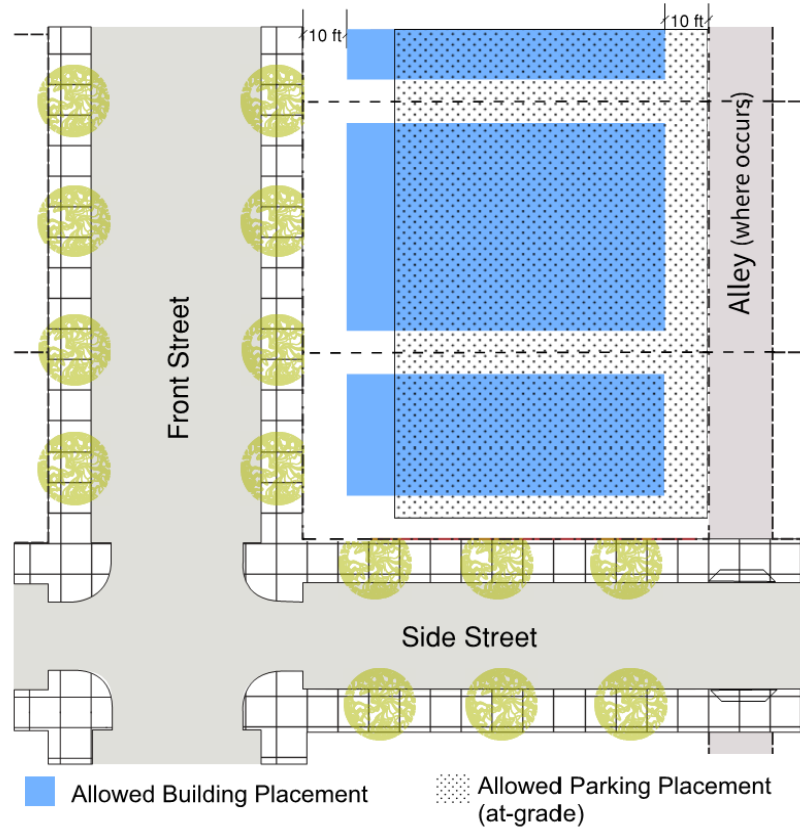 10 ft
10 ft
Front Street
Alley (where occurs)
Side Street
Allowed Building Placement
Allowed Parking Placement
(at-grade)